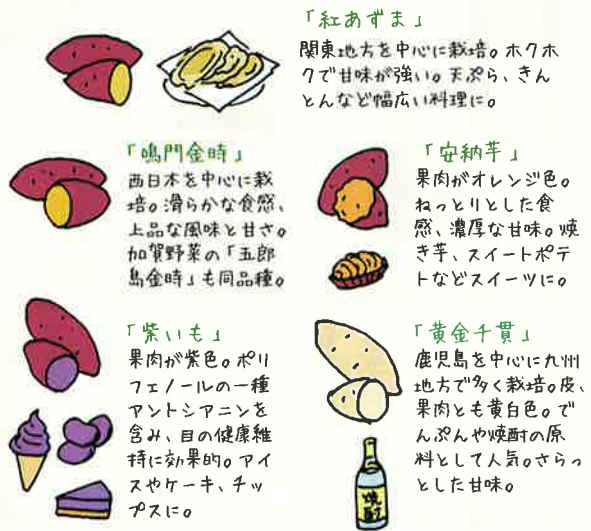 「紅あずま」
関東地方を中心に栽培。ホクホ
クで甘味が強い。天ぷら、きん
とんなど幅広い料理に。
「鳴門金時」
西日本を中心に栽
培。滑らかな食感、
上品な風味と甘さ。
加賀野菜の「五郎
島金時」も同品種。
「安納芋」
果肉がオレンジ色。
ねっとりとした食
感、濃厚な甘味。焼
き芋、スイートポテ
トなどスイーツに。
「紫いも」
果肉が紫色。ポリ
フェノールの一種
アントシアニンを
含み、目の健康維
持に効果的。アイ
スやケーキ、チッ
プスに。
「黄金千貫」
鹿児島を中心に九州
地方で多く栽培。皮、
果肉とも黄白色。で
んぷんや焼酎の原
料として人気。さらっ
とした甘味。
焼酎